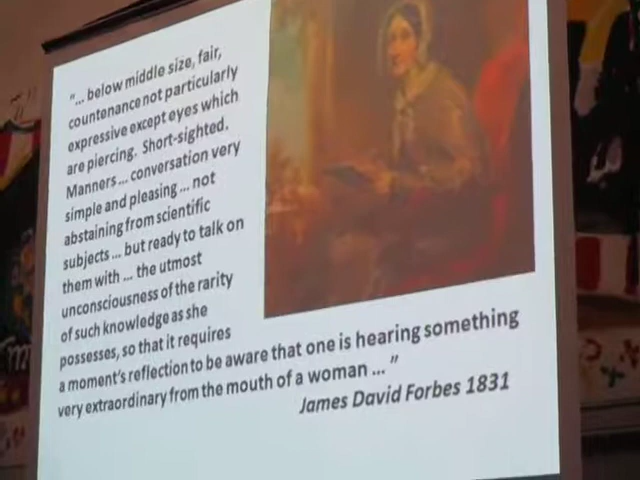 "... below middle size, fair,
countenance not particularly
expressive except eyes which
are piercing. Short-sighted.
Manners ... conversation very
simple and pleasing ... not
abstaining from scientific
subjects ... but ready to talk on
them with ... the utmost
unconsciousness of the rarity
of such knowledge as she
possesses, so that it requires
a moment's reflection to be aware that one is hearing something
very extraordinary from the mouth of a woman ... "
James David Forbes 1831